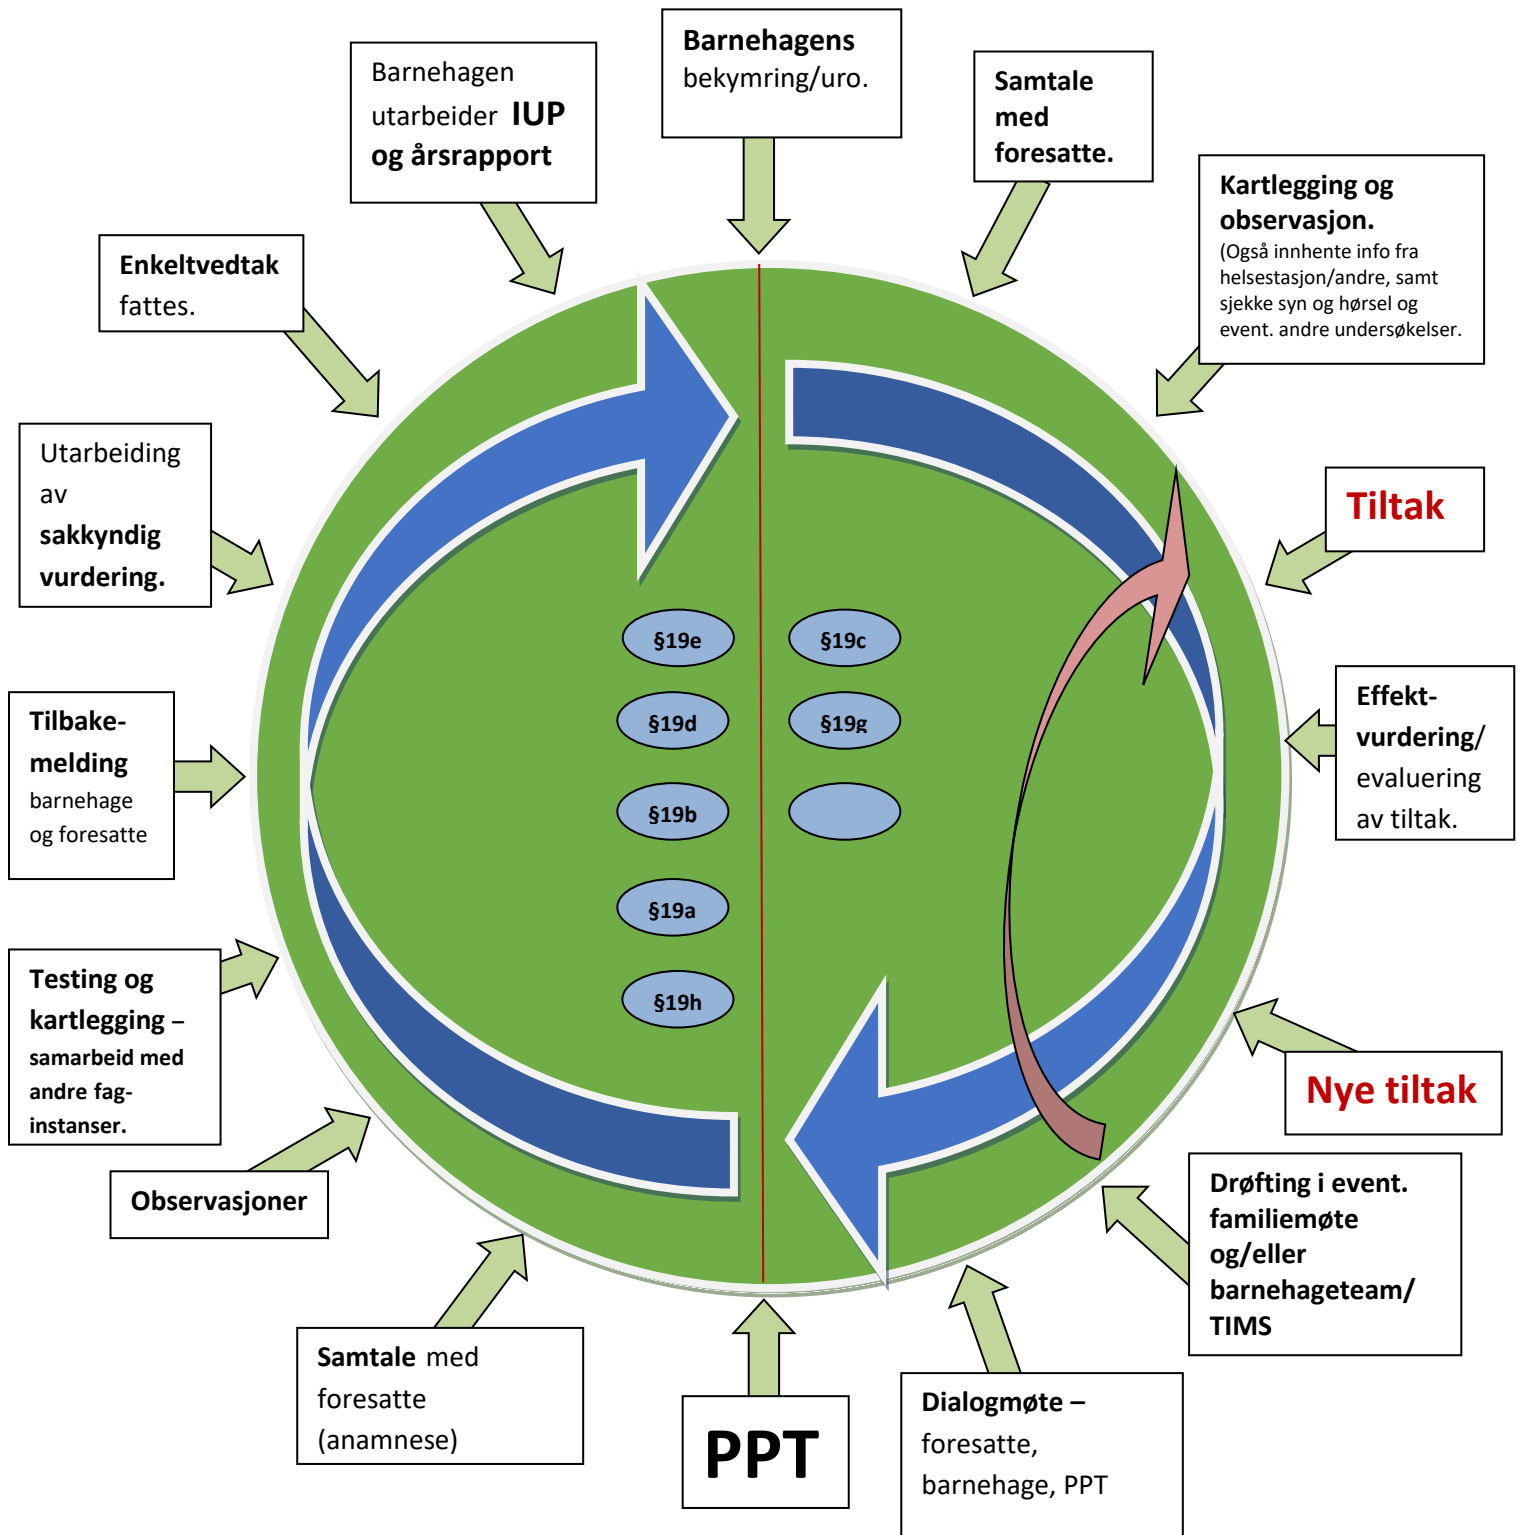 Barnehagens
bekymring/uro.
Samtale
med
foresatte.
Kartlegging og
observasjon.
(Også innhente info fra
helsestasjon/andre, samt
sjekke syn og hørsel og
event. andre undersøkelser.
Tiltak
Effekt-
vurdering/
evaluering
av tiltak.
Nye tiltak
Drøfting i event.
familiemøte
og/eller
barnehageteam/
TIMS
Dialogmøte –
foresatte,
barnehage, PPT
PPT
Samtale med
foresatte
(anamnese)
Observasjoner
Testing og
kartlegging –
samarbeid med
andre fag-
instanser.
Tilbake-
melding
barnehage
og foresatte
Utarbeiding
av
sakkyndig
vurdering.
Enkeltvedtak
fattes.
Barnehagen
utarbeider IUP
og årsrapport
§19e
§19d
§19b
§19a
§19h
§19c
§19g